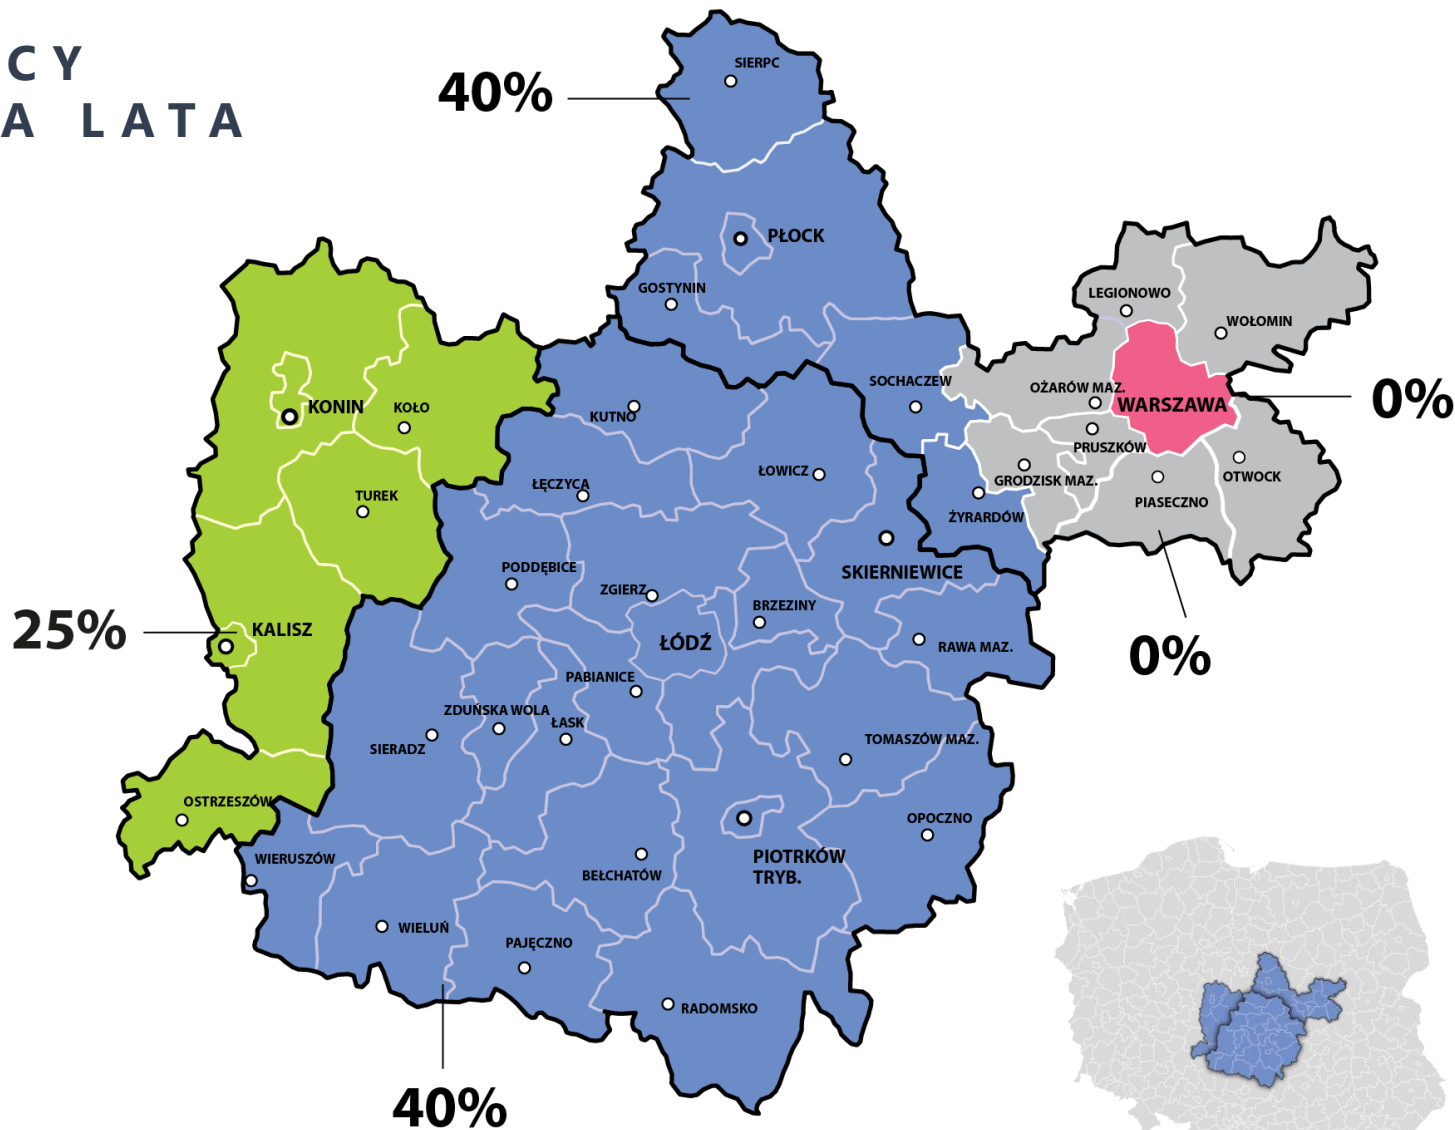 CY
A LATA
40%
SIERPC
PŁOCK
GOSTYNIN
LEGIONOWO
WOŁOMIN
SOCHACZEW
OŻARÓW MAZ.
WARSZAWA
0%
KONIN
KOŁO
KUTNO
PRUSZKÓW
GRODZISK MAZ.
OTWOCK
PIASECZNO
TUREK
ŁĘCZYCA
ŁOWICZ
ŻYRARDÓW
PODDĘBICE
ZGIERZ
SKIERNIEWICE
BRZEZINY
25%
KALISZ
ŁÓDŹ
RAWA MAZ.
0%
PABIANICE
ZDUŃSKA WOLA
ŁASK
SIERADZ
TOMASZÓW MAZ.
OSTRZESZÓW
OPOCZNO
WIERUSZÓW
BEŁCHATÓW
PIOTRKÓW
TRYB.
WIELUŃ
PAJĘCZNO
RADOMSKO
40%